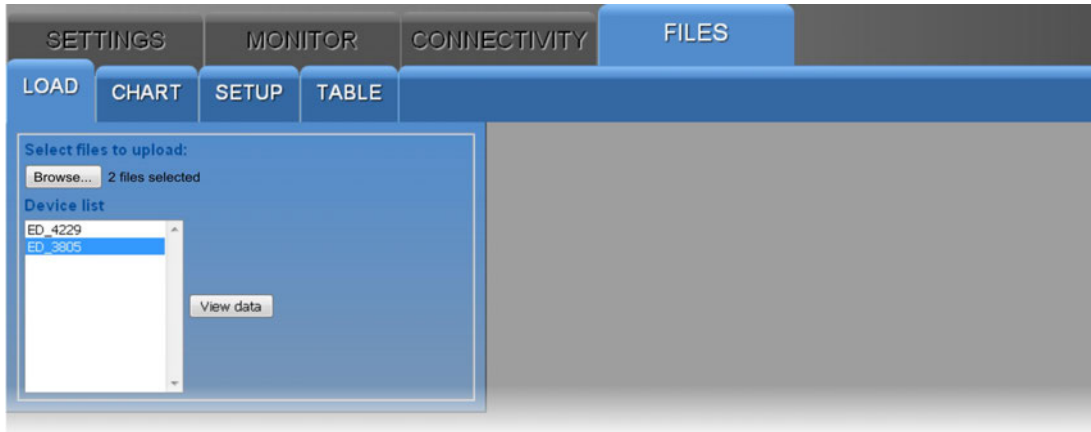 SETTINGS MONITOR CONNECTIVITY FILES
LOAD CHART SETUP TABLE
Select files to upload:
Browse... 2 files selected
Device list
ED_4229
ED_3805
View data